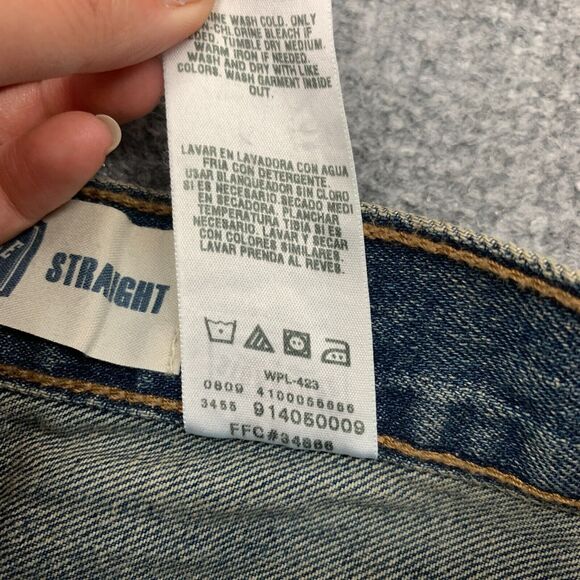 INE WASH COLD. ONLY
-CHLORINE BLEACH IF
ED. TUMBLE DRY MEDIUM.
WARM IRON IF NEEDED.
WASH AND DRY WITH LIKE
COLORS. WASH GARMENT INSIDE
OUT.
LAVAR EN LAVADORA CON AGUA
FRIA CON DETERGENTE.
USAR BLANQUEADOR SIN CLORO
SI ES NECESARIO. SECADO MEDI
EN SECADORA. PLANCHAR
TEMPERATURA TIBIA SI ES
NECESARIO. LAVAR Y SECAR
CON COLORES SIMILARES.
LAVAR PRENDA AL REVES.
STRAIGHT
WPL-423
0809 4100056666
3455 914050009
FFC#34866